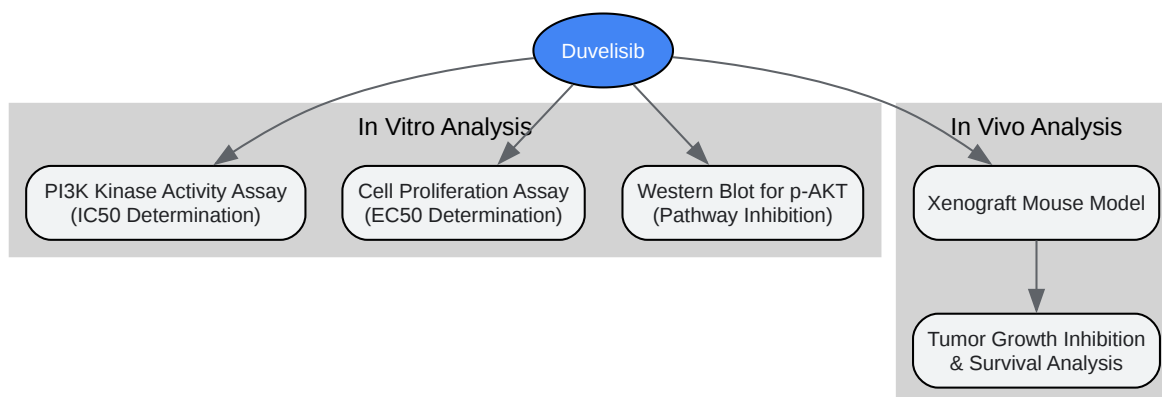 Duvelisib
In Vitro Analysis
In Vivo Analysis
PI3K Kinase Activity Assay
(IC50 Determination)
Cell Proliferation Assay
(EC50 Determination)
Western Blot for p-AKT
(Pathway Inhibition)
Xenograft Mouse Model
Tumor Growth Inhibition
& Survival Analysis